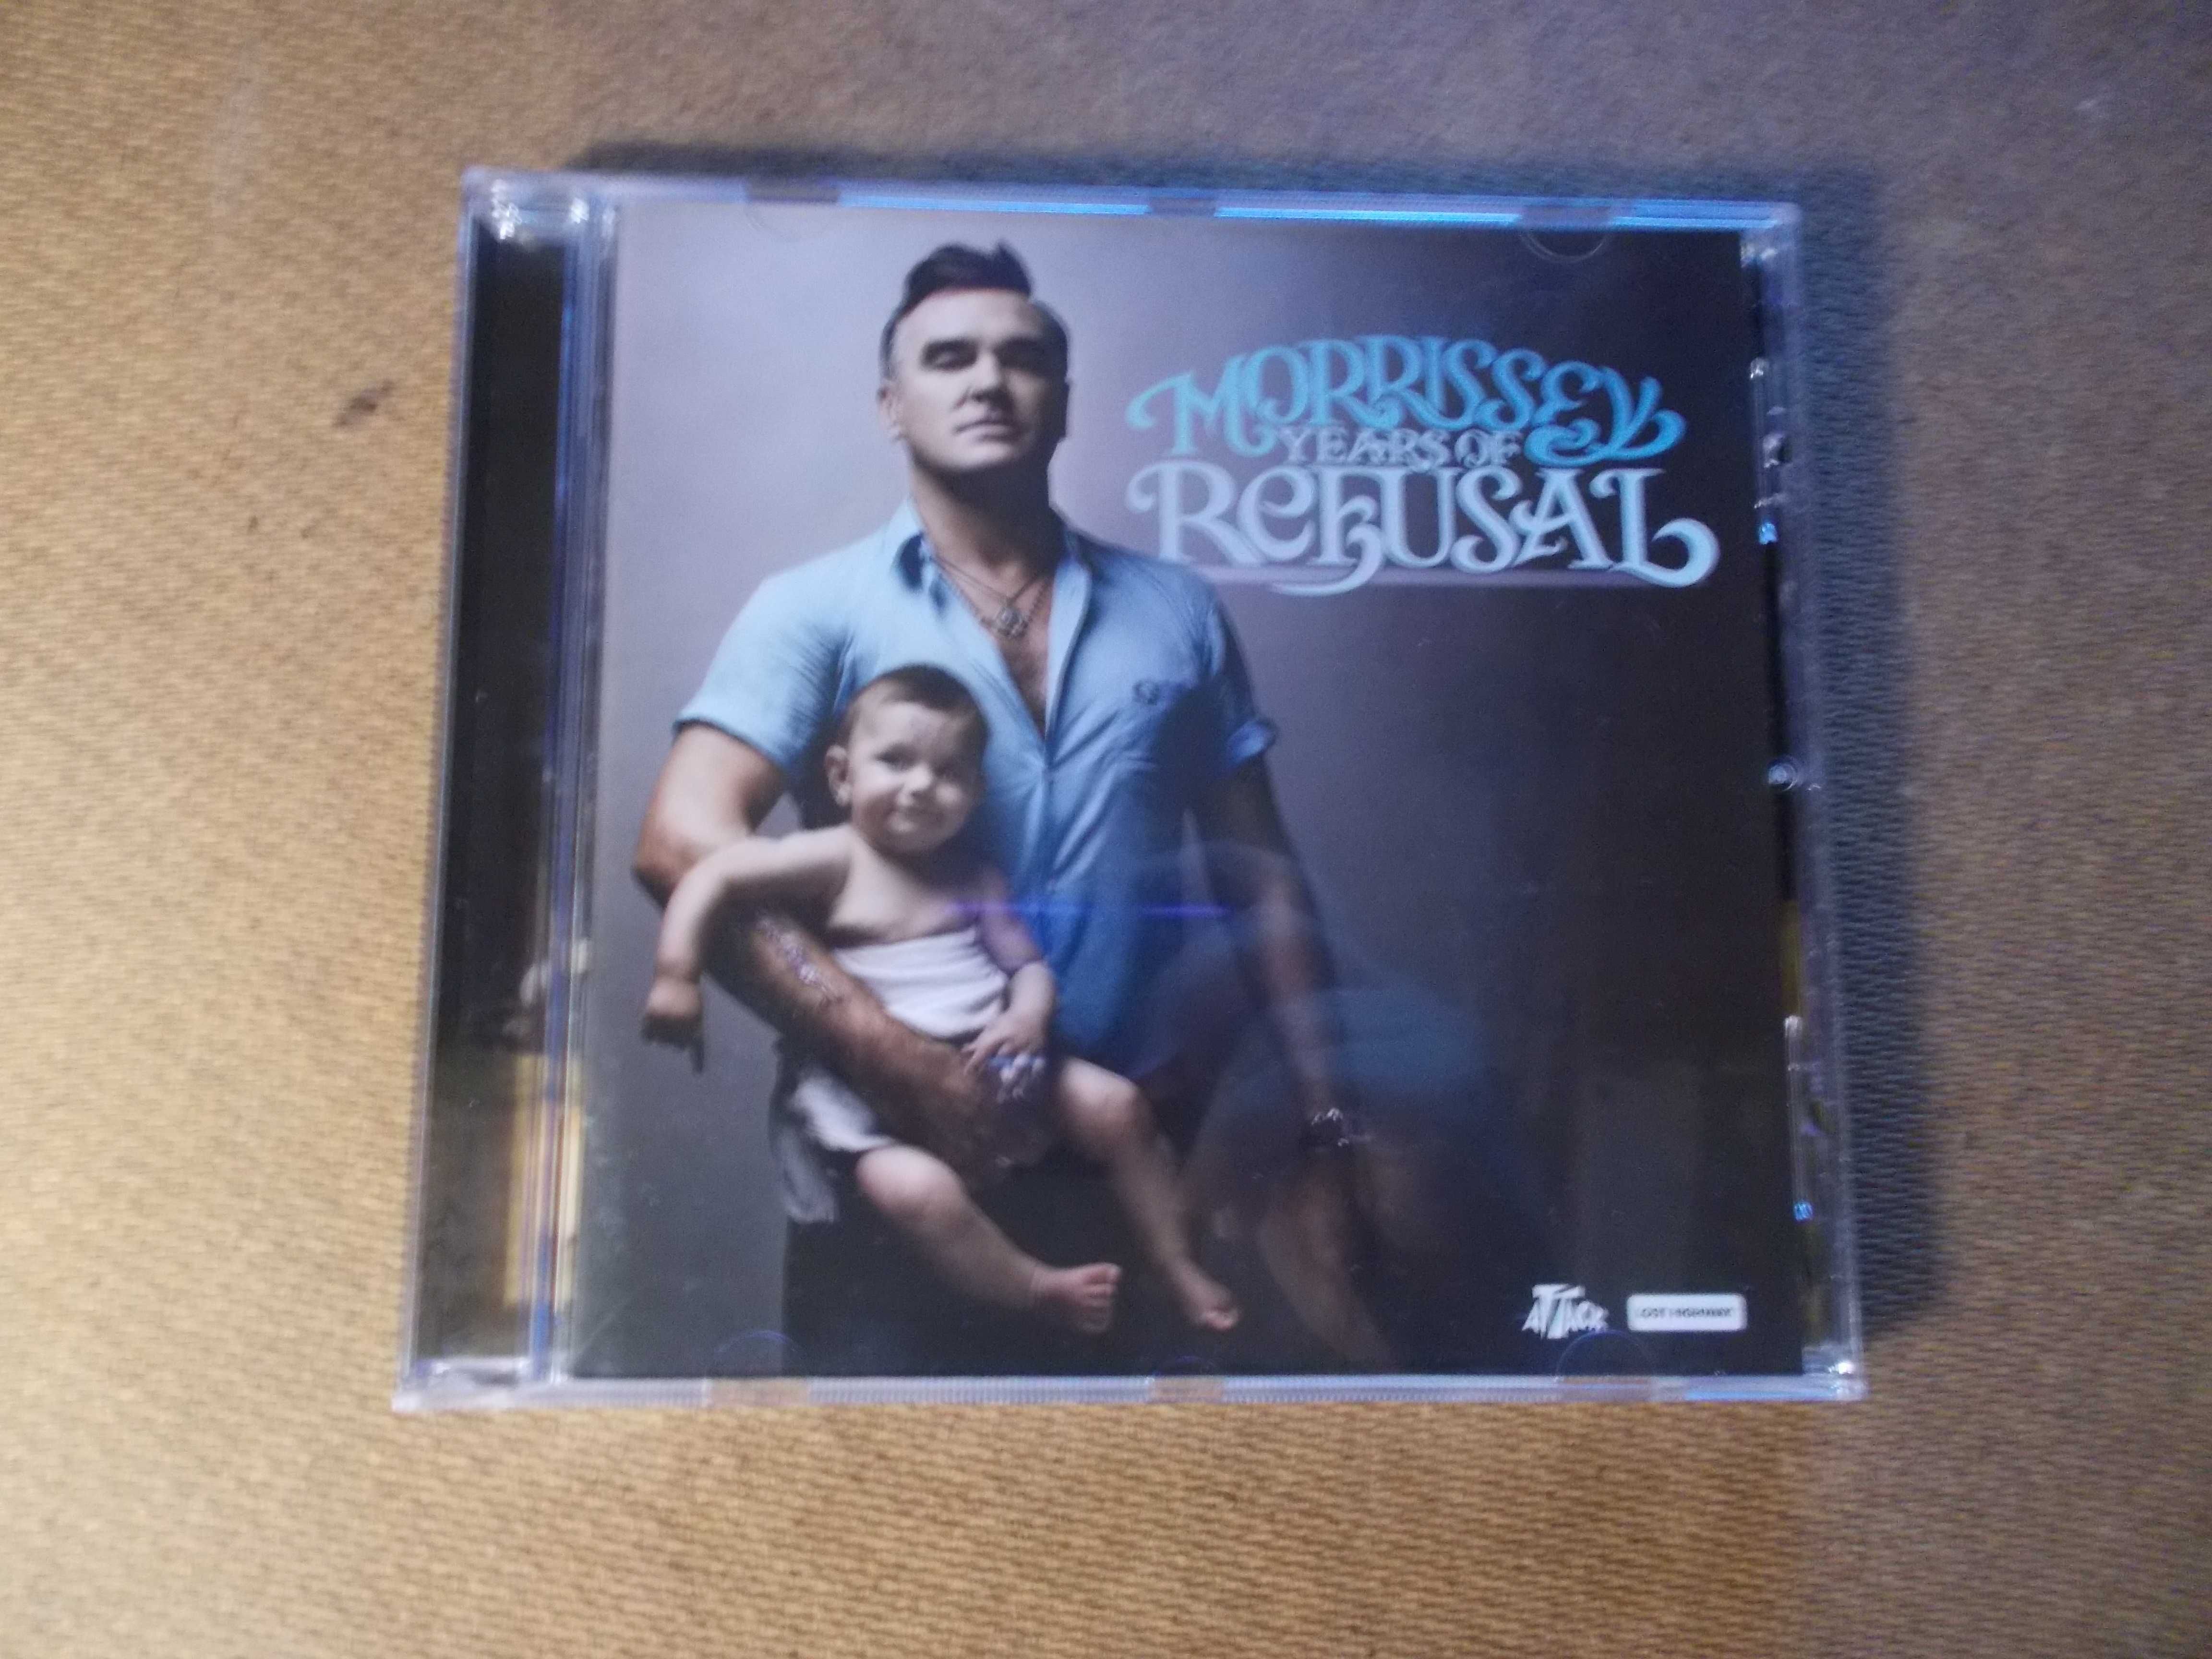 MORRISSEY
YEARS OF
REFUSAL
ATTACK
LOST HIGHWAY